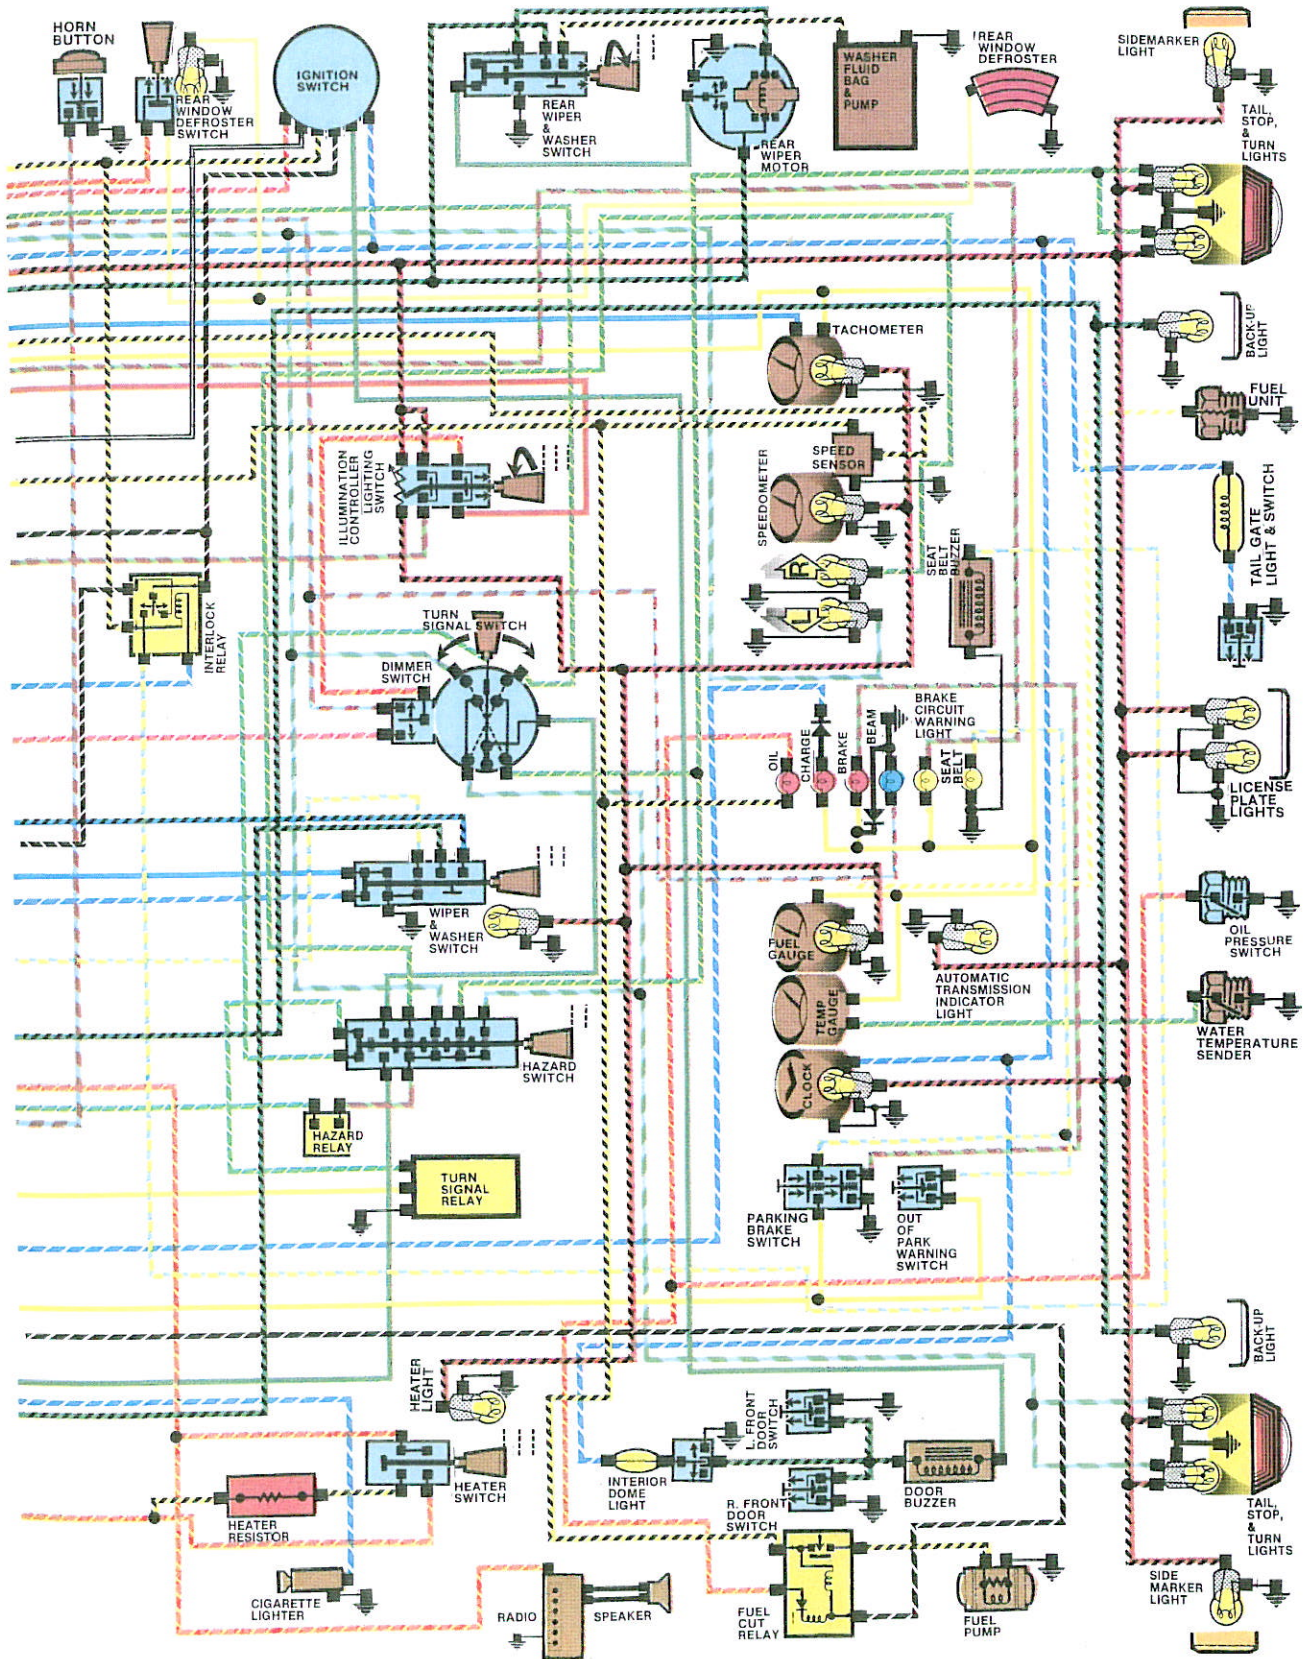 HORN
BUTTON
REAR
WINDOW
DEFROSTER
SWITCH
IGNITION
SWITCH
REAR
WIPER
&
WASHER
SWITCH
REAR
WIPER
MOTOR
WASHER
FLUID
BAG
&
PUMP
REAR
WINDOW
DEFROSTER
SIDEMARKER
LIGHT
TAIL,
STOP,
&
TURN
LIGHTS
BACK-UP
LIGHT
TACHOMETER
FUEL
UNIT
ILLUMINATION
CONTROLLER
LIGHTING
SWITCH
SPEED
SENSOR
SPEEDOMETER
R
L
SEAT
BELT
BUZZER
TAIL GATE
LIGHT & SWITCH
INTERLOCK
RELAY
TURN
SIGNAL SWITCH
DIMMER
SWITCH
OIL
CHARGE
BRAKE
BEAM
BRAKE
CIRCUIT
WARNING
LIGHT
SEAT
BELT
LICENSE
PLATE
LIGHTS
WIPER
&
WASHER
SWITCH
FUEL
GAUGE
TEMP
GAUGE
CLOCK
AUTOMATIC
TRANSMISSION
INDICATOR
LIGHT
OIL
PRESSURE
SWITCH
WATER
TEMPERATURE
SENDER
HAZARD
SWITCH
HAZARD
RELAY
TURN
SIGNAL
RELAY
PARKING
BRAKE
SWITCH
OUT
OF
PARK
WARNING
SWITCH
BACK-UP
LIGHT
HEATER
LIGHT
HEATER
SWITCH
HEATER
RESISTOR
CIGARETTE
LIGHTER
RADIO
SPEAKER
INTERIOR
DOME
LIGHT
L. FRONT
DOOR
SWITCH
R. FRONT
DOOR
SWITCH
DOOR
BUZZER
FUEL
CUT
RELAY
FUEL
PUMP
TAIL,
STOP,
&
TURN
LIGHTS
SIDE
MARKER
LIGHT